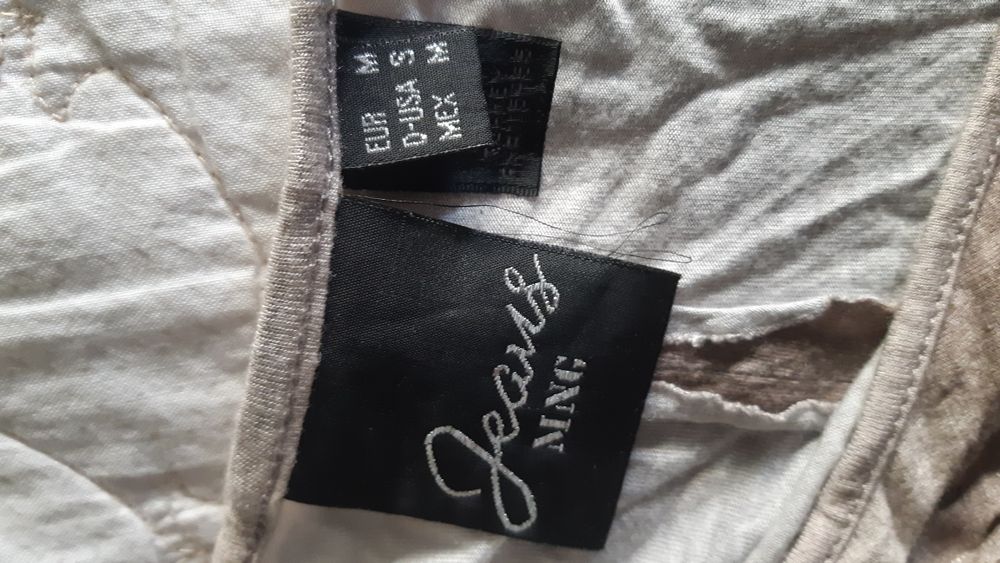 EUR M
D-USA S
MEX M
Jeans
MNG